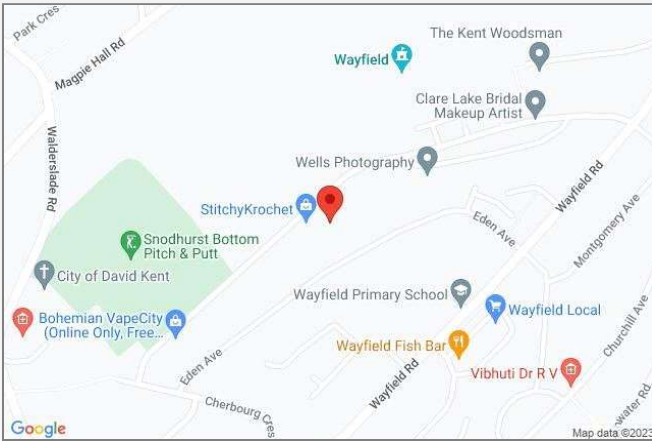 Park Cres
Magpie Hall Rd
Walderslade Rd
Wayfield
The Kent Woodsman
Clare Lake Bridal
Makeup Artist
Wells Photography
StitchyKrochet
Snodhurst Bottom
Pitch & Putt
City of David Kent
Bohemian VapeCity
(Online Only, Free...
Eden Ave
Wayfield Rd
Montgomery Ave
Wayfield Primary School
Wayfield Local
Wayfield Fish Bar
Churchill Ave
Vibhuti Dr R V
Eden Ave
Cherbourg Cres
Wayfield Rd
water Rd.
Google
Map data ©2023